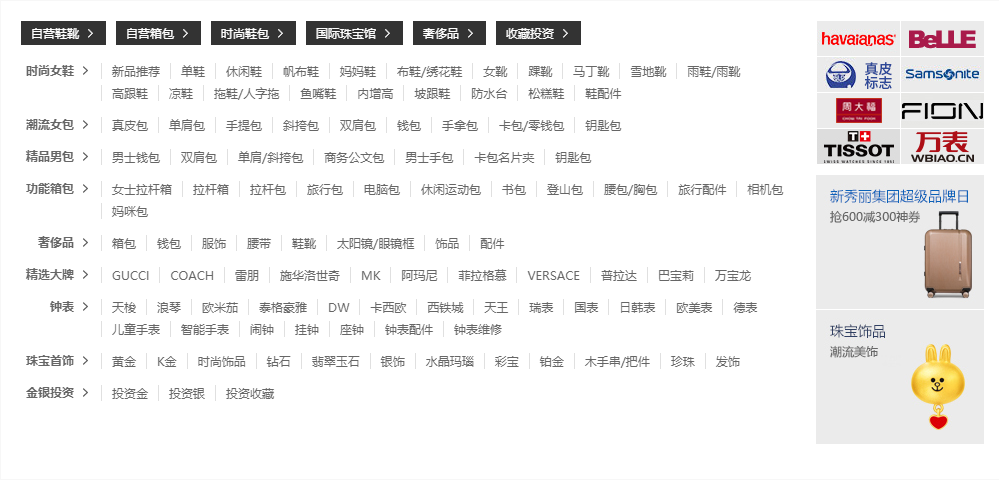 自营鞋靴 > 自营箱包 > 时尚鞋包 > 国际珠宝馆 > 奢侈品 > 收藏投资 >
时尚女鞋 > 新品推荐 单鞋 休闲鞋 帆布鞋 妈妈鞋 布鞋/绣花鞋 女靴 踝靴 马丁靴 雪地靴 雨鞋/雨靴
高跟鞋 凉鞋 拖鞋/人字拖 鱼嘴鞋 内增高 坡跟鞋 防水台 松糕鞋 鞋配件
潮流女包 > 真皮包 单肩包 手提包 斜挎包 双肩包 钱包 手拿包 卡包/零钱包 钥匙包
精品男包 > 男士钱包 双肩包 单肩/斜挎包 商务公文包 男士手包 卡包名片夹 钥匙包
功能箱包 > 女士拉杆箱 拉杆箱 拉杆包 旅行包 电脑包 休闲运动包 书包 登山包 腰包/胸包 旅行配件 相机包
妈咪包
奢侈品 > 箱包 钱包 服饰 腰带 鞋靴 太阳镜/眼镜框 饰品 配件
精选大牌 > GUCCI COACH 雷朋 施华洛世奇 MK 阿玛尼 菲拉格慕 VERSACE 普拉达 巴宝莉 万宝龙
钟表 > 天梭 浪琴 欧米茄 泰格豪雅 DW 卡西欧 西铁城 天王 瑞表 国表 日韩表 欧美表 德表
儿童手表 智能手表 闹钟 挂钟 座钟 钟表配件 钟表维修
珠宝首饰 > 黄金 K金 时尚饰品 钻石 翡翠玉石 银饰 水晶玛瑙 彩宝 铂金 木手串/把件 珍珠 发饰
金银投资 > 投资金 投资银 投资收藏
havaianas BeLLE
真皮
标志
Samsonite
周大福
CHOW TAI FOOK
FION
T+
TISSOT
SWISS WATCHES SINCE 1853
万表
WBIAO.CN
新秀丽集团超级品牌日
抢600减300神券
珠宝饰品
潮流美饰